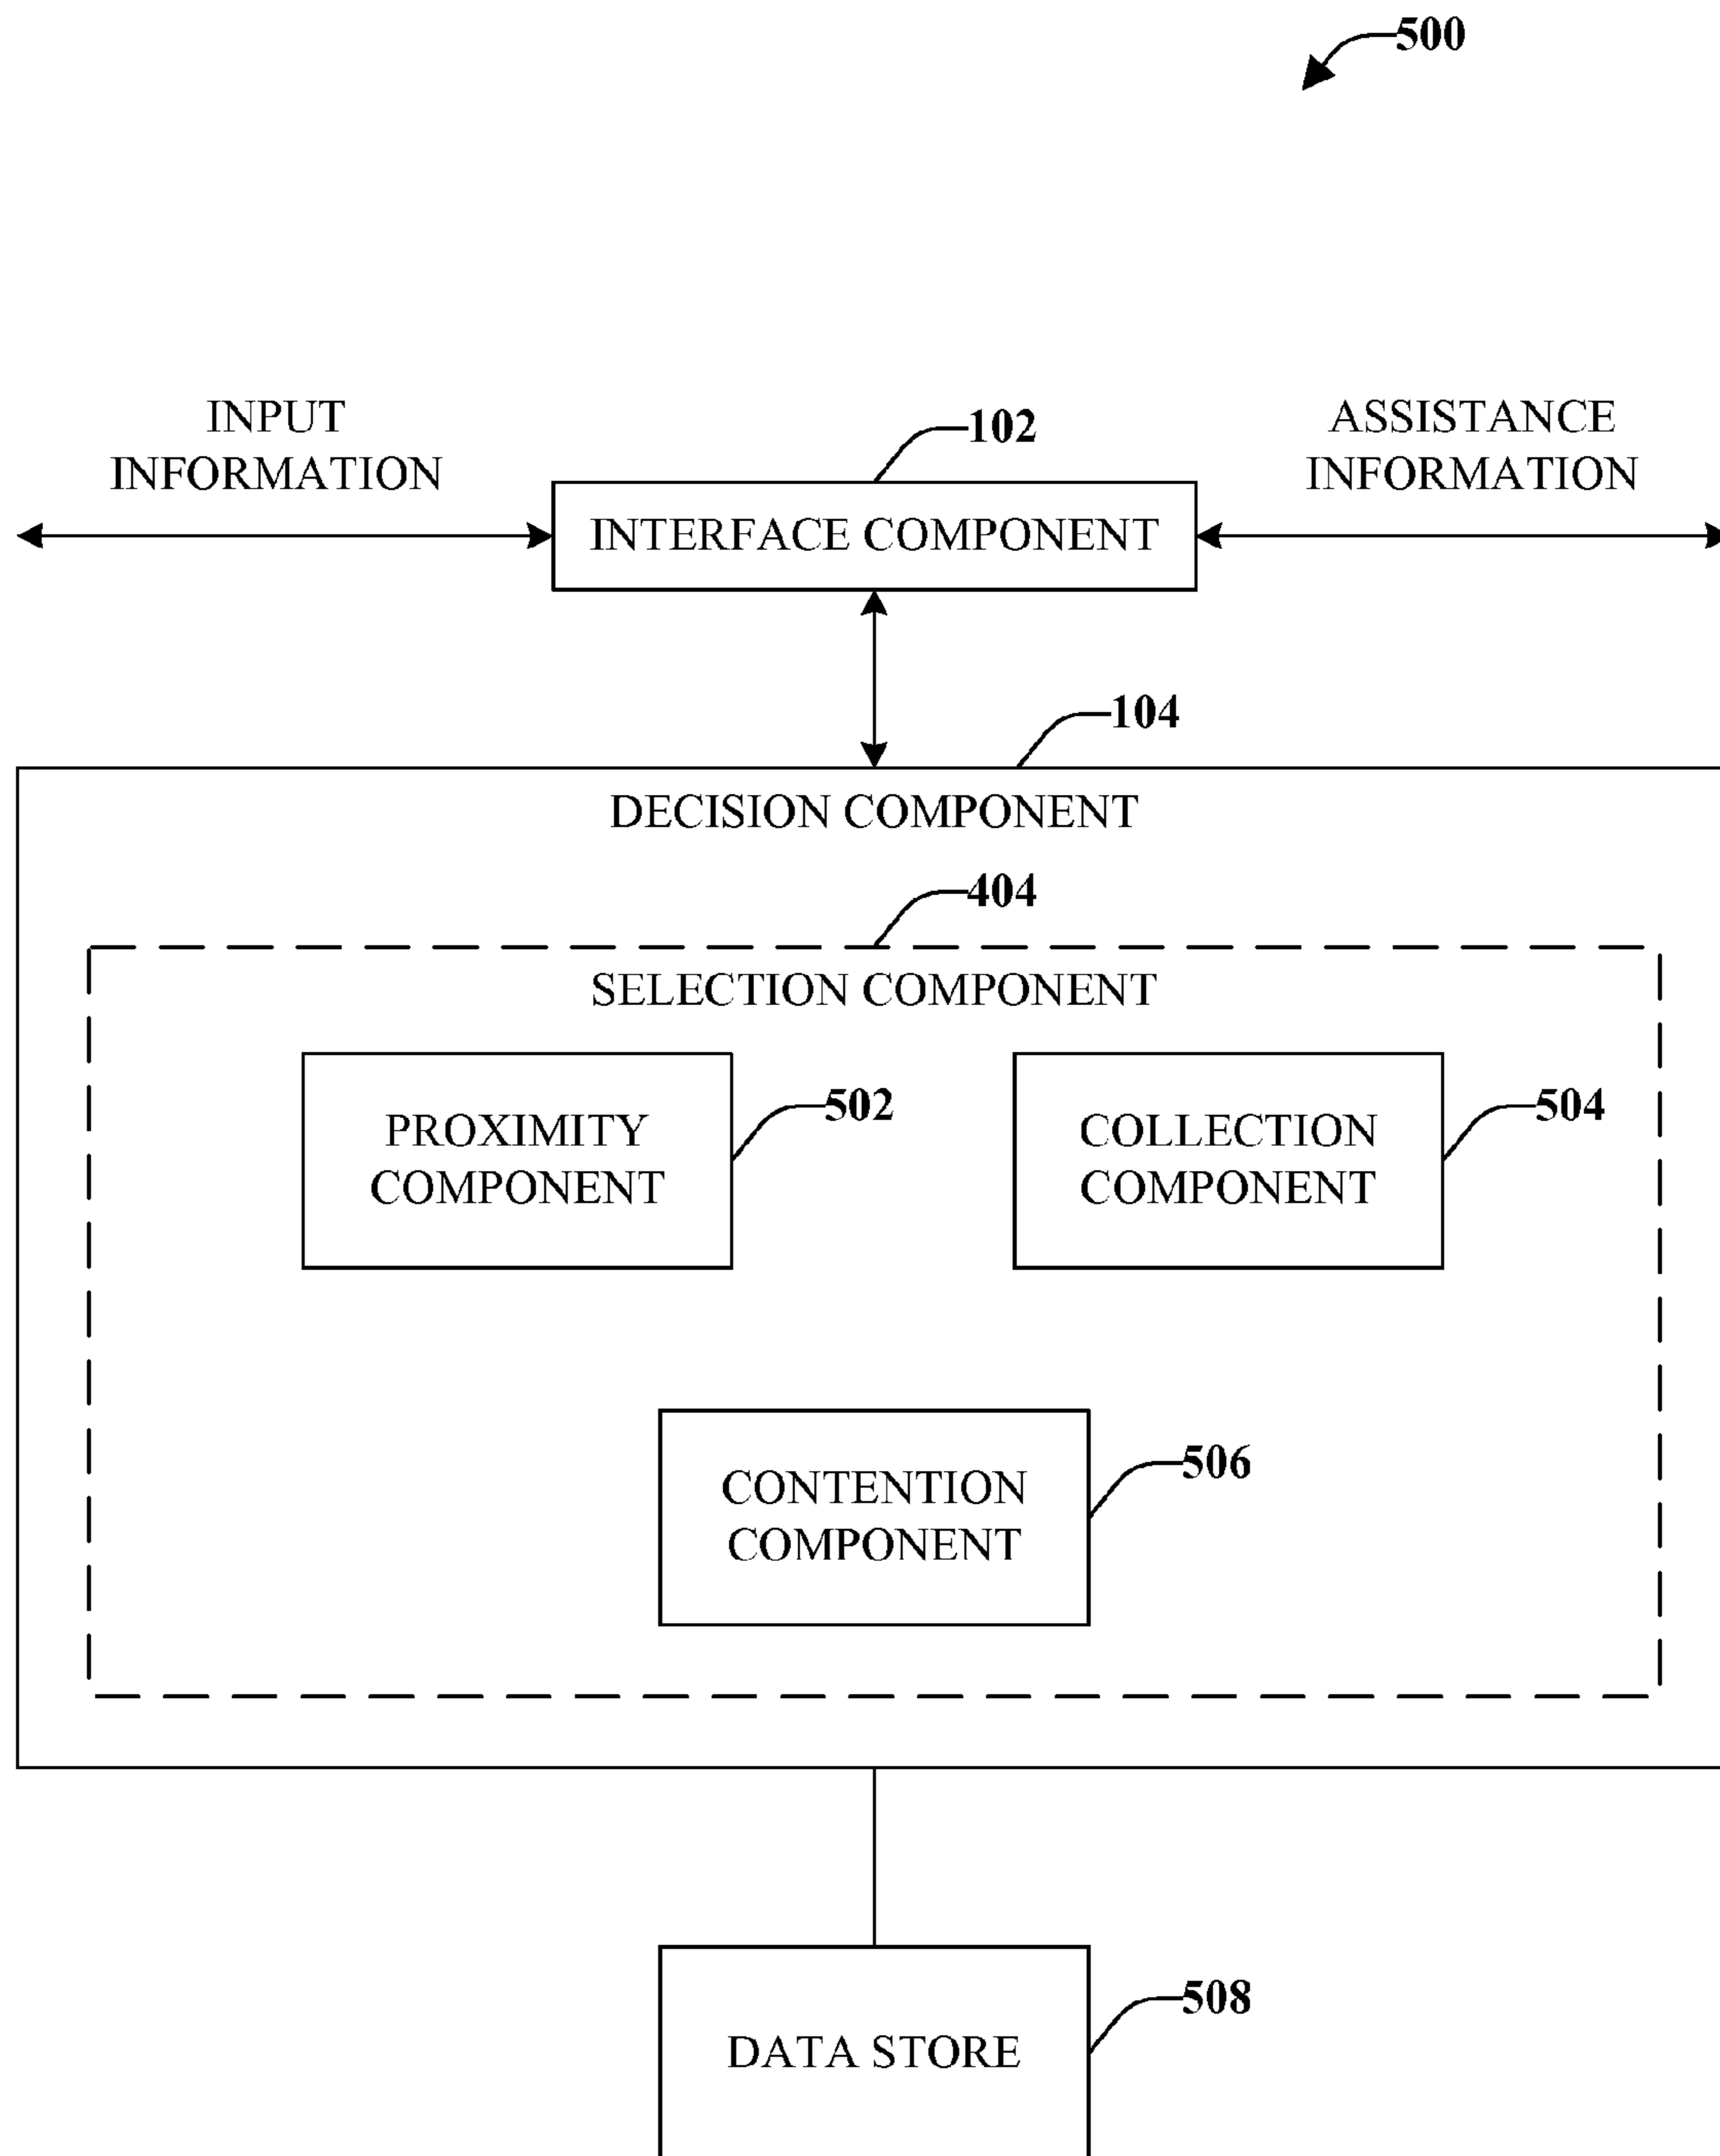 500
INPUT
INFORMATION
102
ASSISTANCE
INFORMATION
INTERFACE COMPONENT
104
DECISION COMPONENT
404
SELECTION COMPONENT
PROXIMITY
COMPONENT
502
COLLECTION
COMPONENT
504
CONTENTION
COMPONENT
506
DATA STORE
508